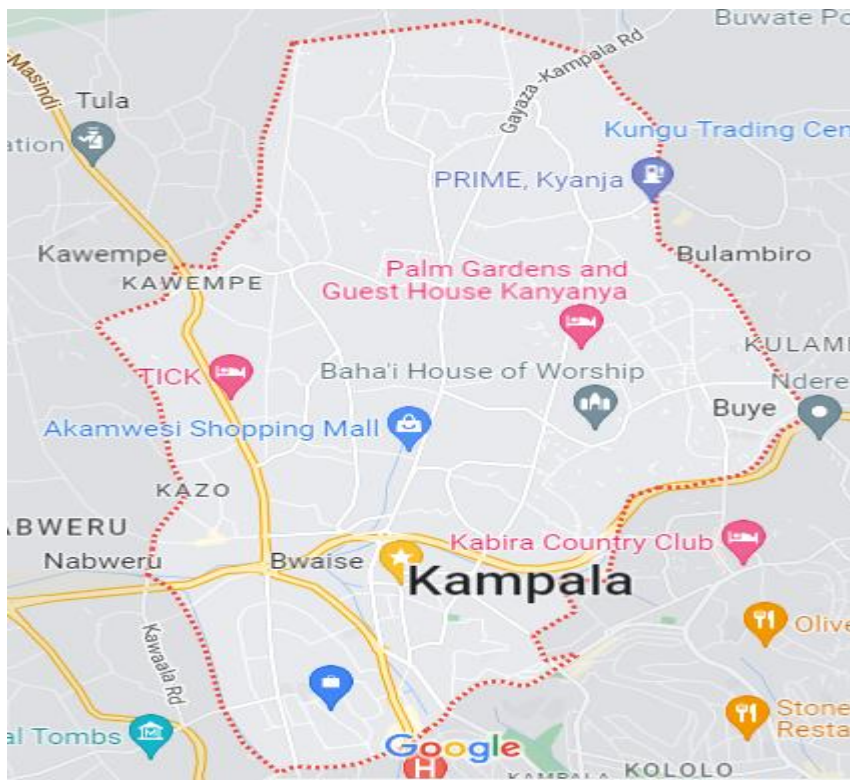 Buwate Po
-Masindi
Gayaza -Kampala Rd
Tula
ation
Kungu Trading Cen
PRIME, Kyanja
Kawempe
KAWEMPE
Bulambiro
Palm Gardens and
Guest House Kanyanya
KULAMB
TICK
Baha'i House of Worship
Ndere
Buye
Akamwesi Shopping Mall
KAZO
ABWERU
Nabweru
Bwaise
Kabira Country Club
Kampala
Kawaala Rd
Olive
al Tombs
Stone
Resta
Google
H
KAMPALA
KOLOLO